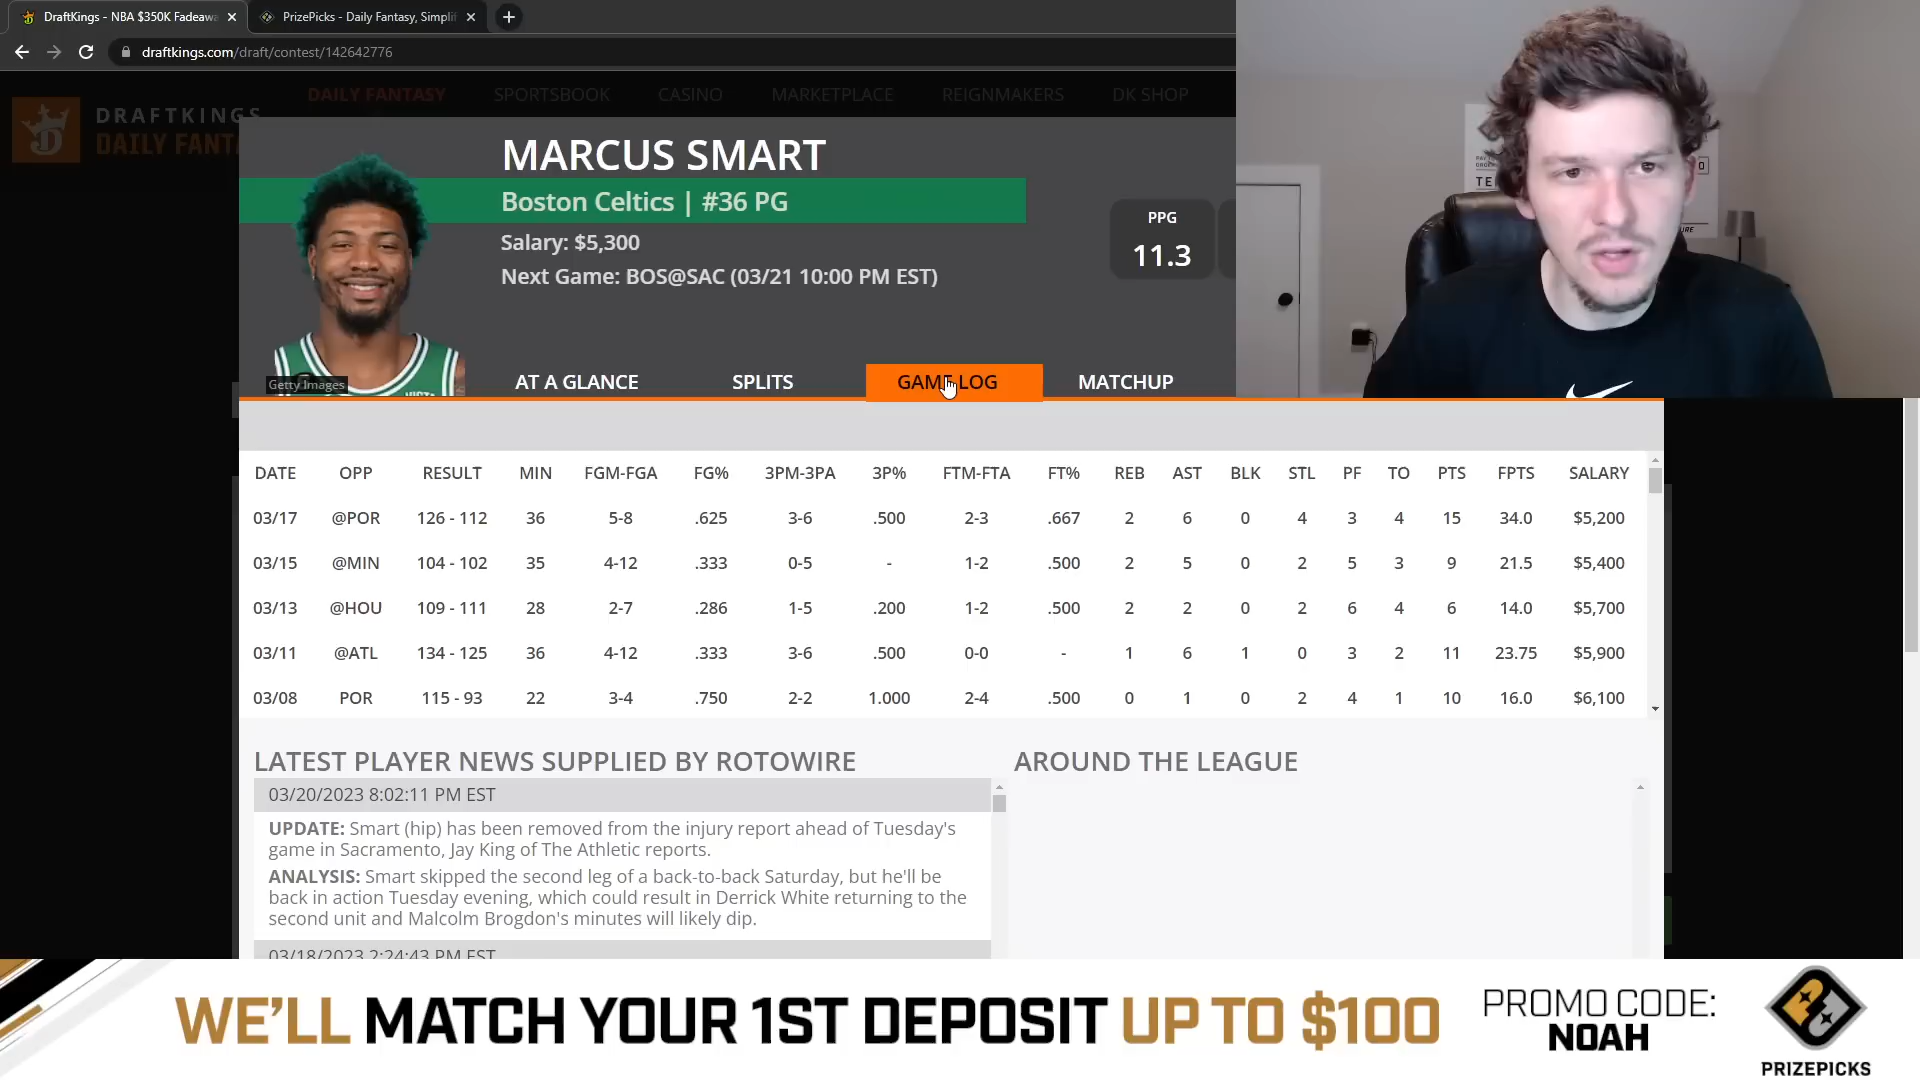 DraftKings - NBA $350K Fadeawa
PrizePicks - Daily Fantasy, Simplif
draftkings.com/draft/contest/142642776
DRAFTKINGS
DAILY FANT
DAILY FANTASY SPORTSBOOK CASINO MARKETPLACE REIGNMAKERS DK SHOP
MARCUS SMART
Boston Celtics | #36 PG
Salary: $5,300
Next Game: BOS@SAC (03/21 10:00 PM EST)
PPG
11.3
Getty Images
AT A GLANCE SPLITS GAME LOG MATCHUP
DATE OPP RESULT MIN FGM-FGA FG% 3PM-3PA 3P% FTM-FTA FT% REB AST BLK STL PF TO PTS FPTS SALARY
03/17 @POR 126 - 112 36 5-8 .625 3-6 .500 2-3 .667 2 6 0 4 3 4 15 34.0 $5,200
03/15 @MIN 104 - 102 35 4-12 .333 0-5 - 1-2 .500 2 5 0 2 5 3 9 21.5 $5,400
03/13 @HOU 109 - 111 28 2-7 .286 1-5 .200 1-2 .500 2 2 0 2 6 4 6 14.0 $5,700
03/11 @ATL 134 - 125 36 4-12 .333 3-6 .500 0-0 - 1 6 1 0 3 2 11 23.75 $5,900
03/08 POR 115 - 93 22 3-4 .750 2-2 1.000 2-4 .500 0 1 0 2 4 1 10 16.0 $6,100
LATEST PLAYER NEWS SUPPLIED BY ROTOWIRE
AROUND THE LEAGUE
03/20/2023 8:02:11 PM EST
UPDATE: Smart (hip) has been removed from the injury report ahead of Tuesday's
game in Sacramento, Jay King of The Athletic reports.
ANALYSIS: Smart skipped the second leg of a back-to-back Saturday, but he'll be
back in action Tuesday evening, which could result in Derrick White returning to the
second unit and Malcolm Brogdon's minutes will likely dip.
03/18/2023 2:24:43 PM EST
WE'LL MATCH YOUR 1ST DEPOSIT UP TO $100
PROMO CODE:
NOAH
PRIZEPICKS